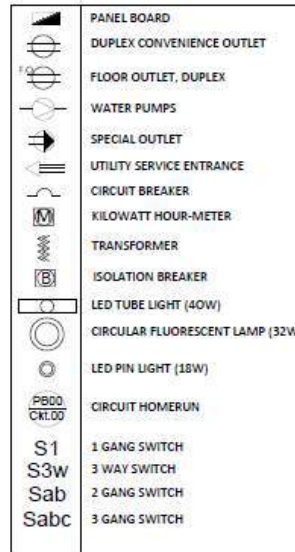 PANEL BOARD
DUPLEX CONVENIENCE OUTLET
F.O. FLOOR OUTLET, DUPLEX
WATER PUMPS
SPECIAL OUTLET
UTILITY SERVICE ENTRANCE
CIRCUIT BREAKER
M KILOWATT HOUR-METER
TRANSFORMER
B ISOLATION BREAKER
LED TUBE LIGHT (40W)
CIRCULAR FLUORESCENT LAMP (32W
LED PIN LIGHT (18W)
PB00
Ckt.00
CIRCUIT HOMERUN
S1 1 GANG SWITCH
S3w 3 WAY SWITCH
Sab 2 GANG SWITCH
Sabc 3 GANG SWITCH